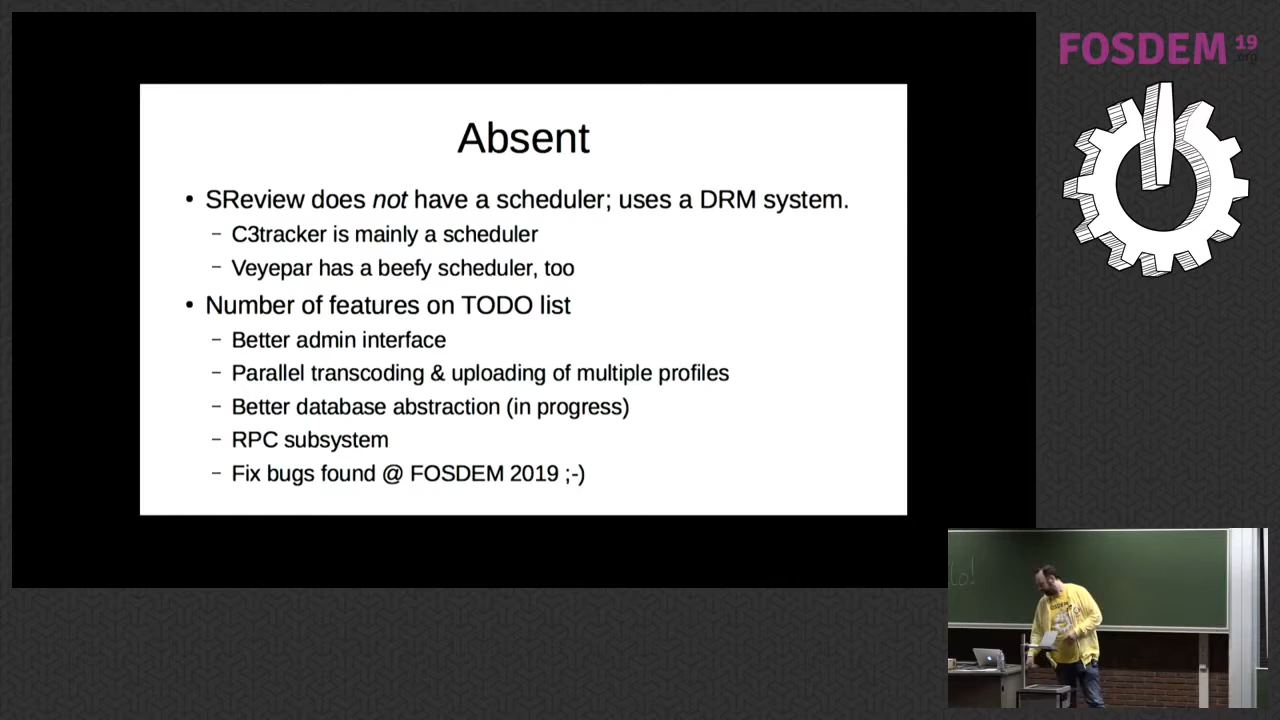 FOSDEM 19
.org
Absent
• SReview does not have a scheduler; uses a DRM system.
– C3tracker is mainly a scheduler
– Veyepar has a beefy scheduler, too
• Number of features on TODO list
– Better admin interface
– Parallel transcoding & uploading of multiple profiles
– Better database abstraction (in progress)
– RPC subsystem
– Fix bugs found @ FOSDEM 2019 ;-)
FOSDEM